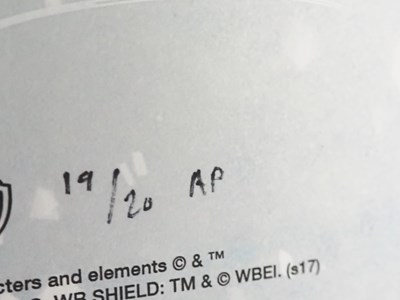 19/20 AP
cters and elements © & ™
WB SHIELD: TM & © WBEI. (s17)